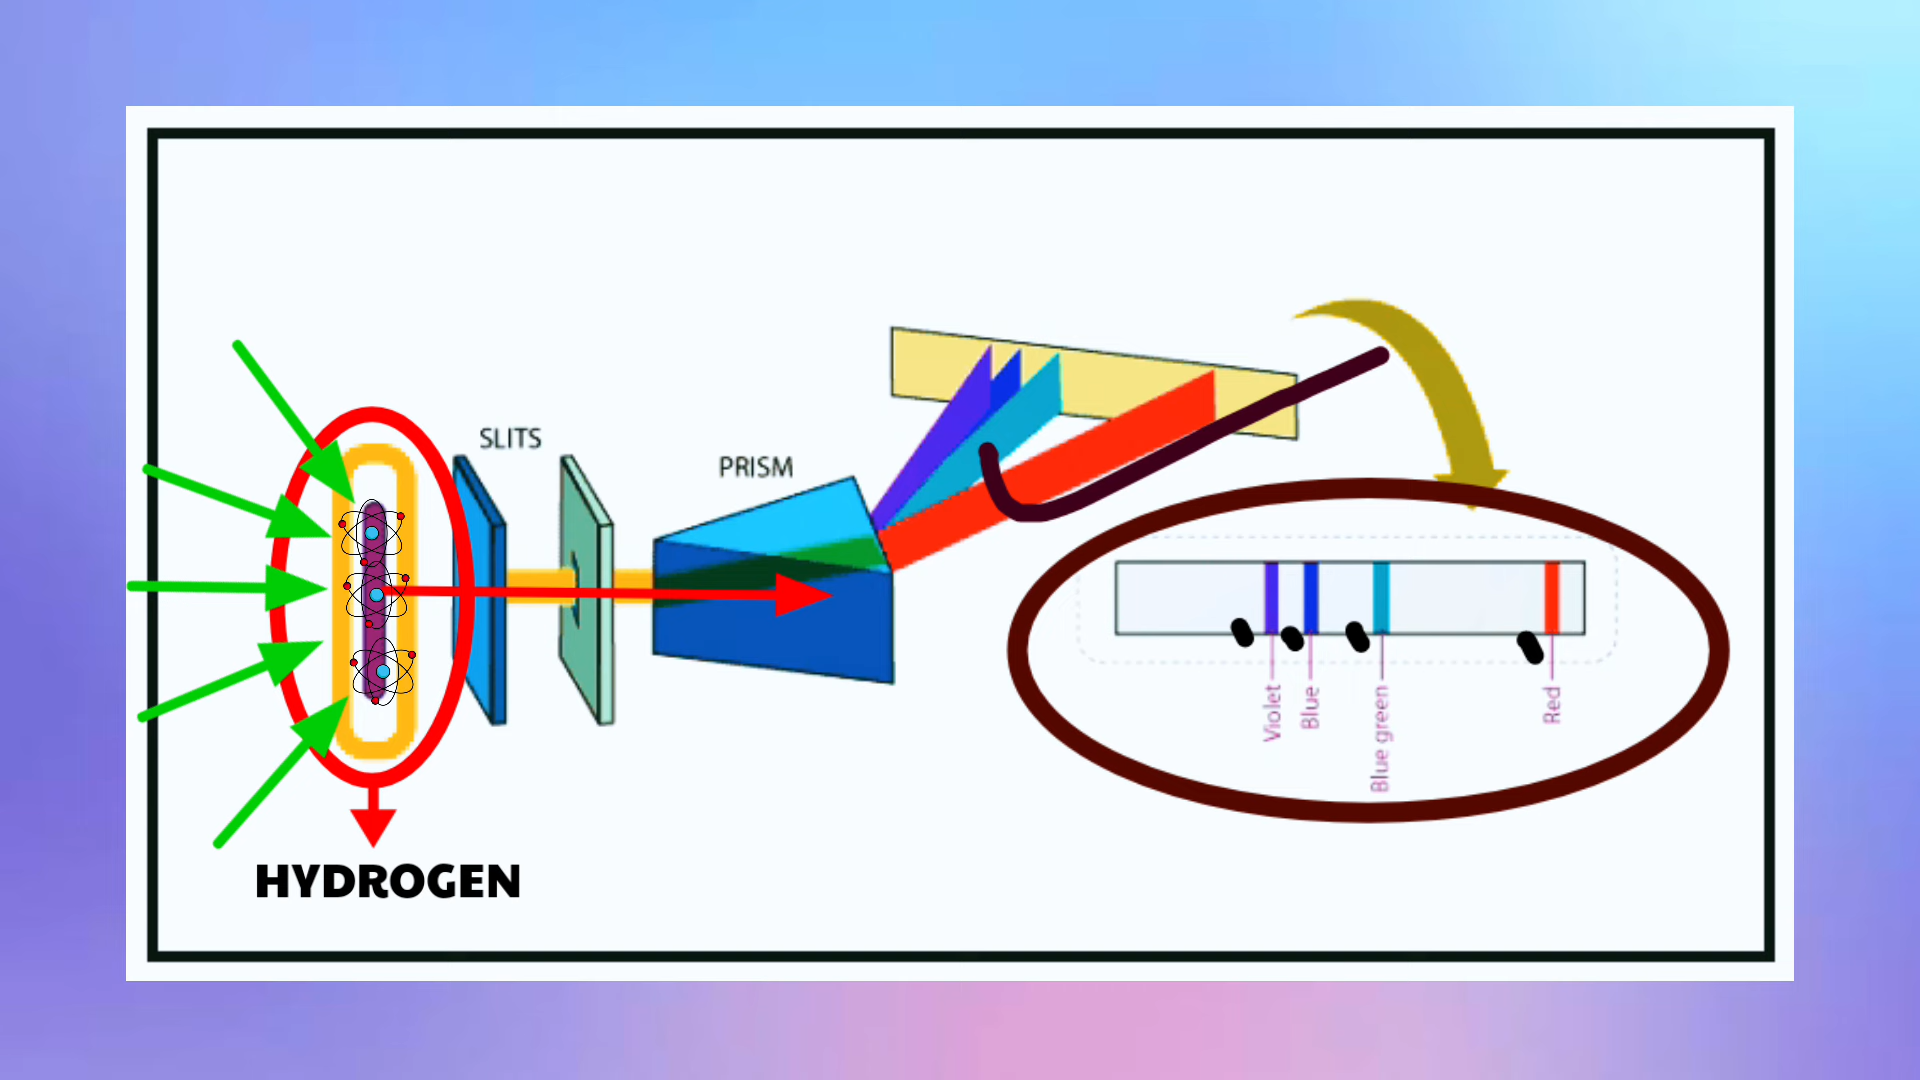 SLITS
PRISM
HYDROGEN
Violet
Blue
Blue green
Red